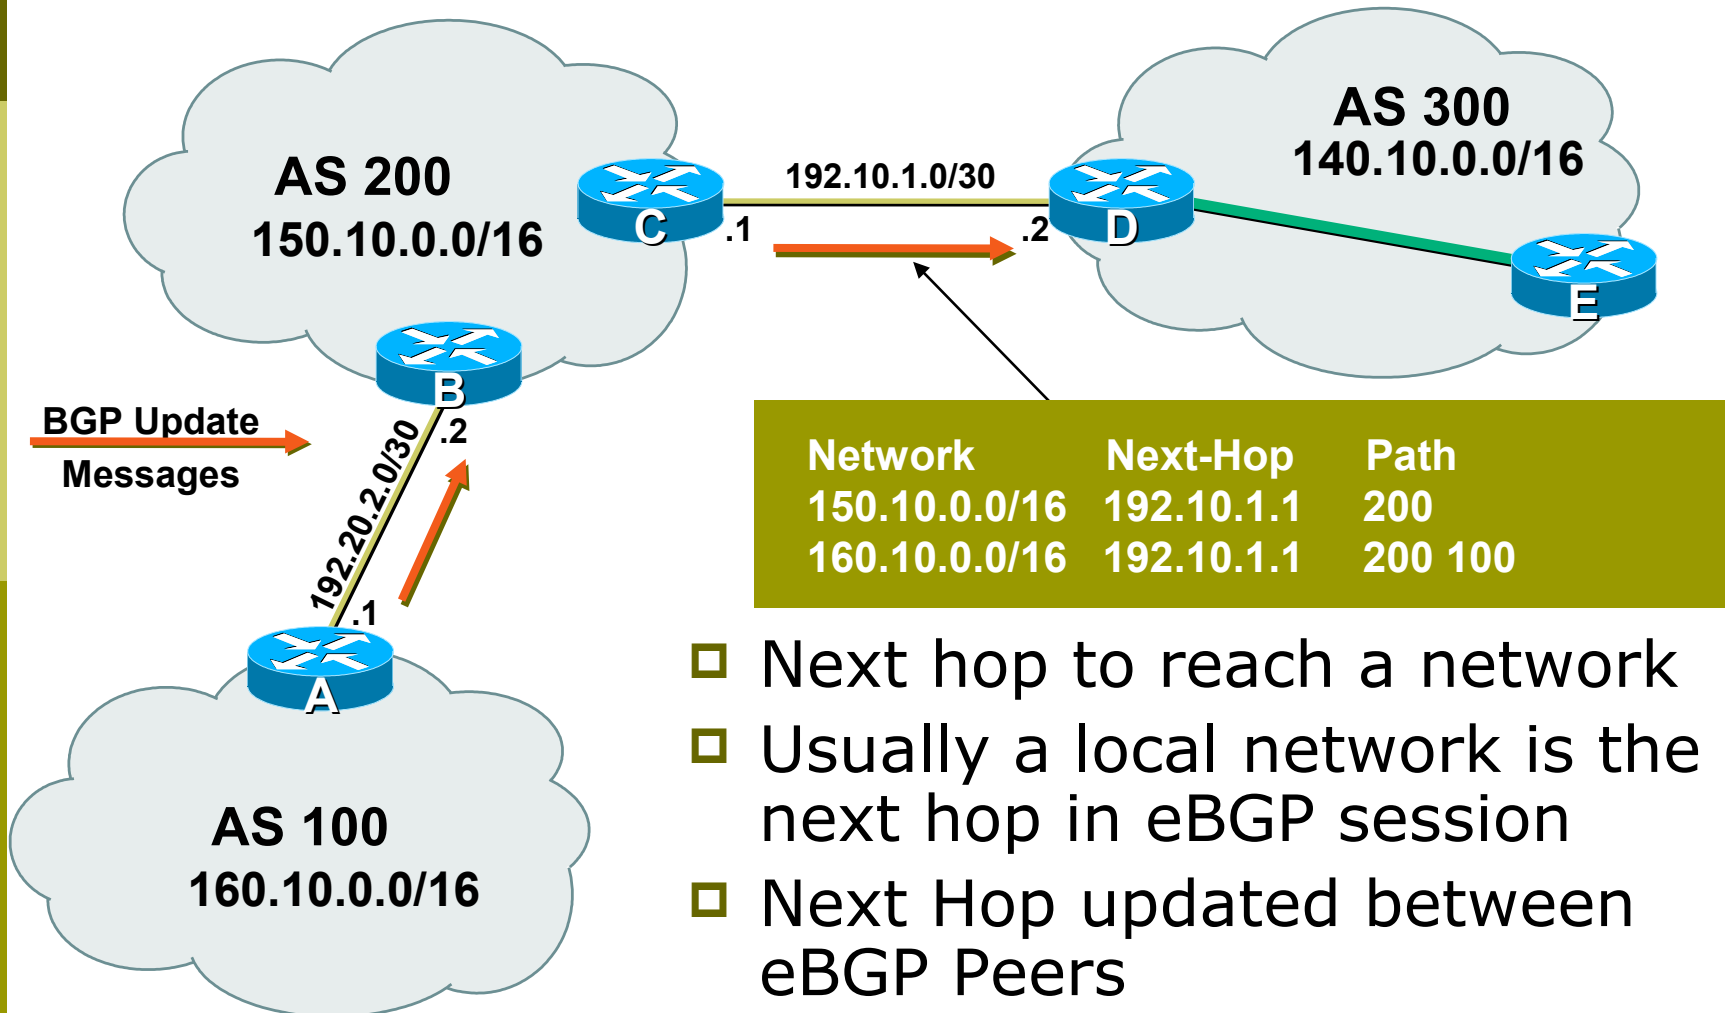 AS 300
140.10.0.0/16
AS 200
150.10.0.0/16
192.10.1.0/30
C
.1
.2
D
E
B
.2
BGP Update
Messages
192.20.2.0/30
.1
A
AS 100
160.10.0.0/16
Network Next-Hop Path
150.10.0.0/16 192.10.1.1 200
160.10.0.0/16 192.10.1.1 200 100
Next hop to reach a network
Usually a local network is the
next hop in eBGP session
Next Hop updated between
eBGP Peers